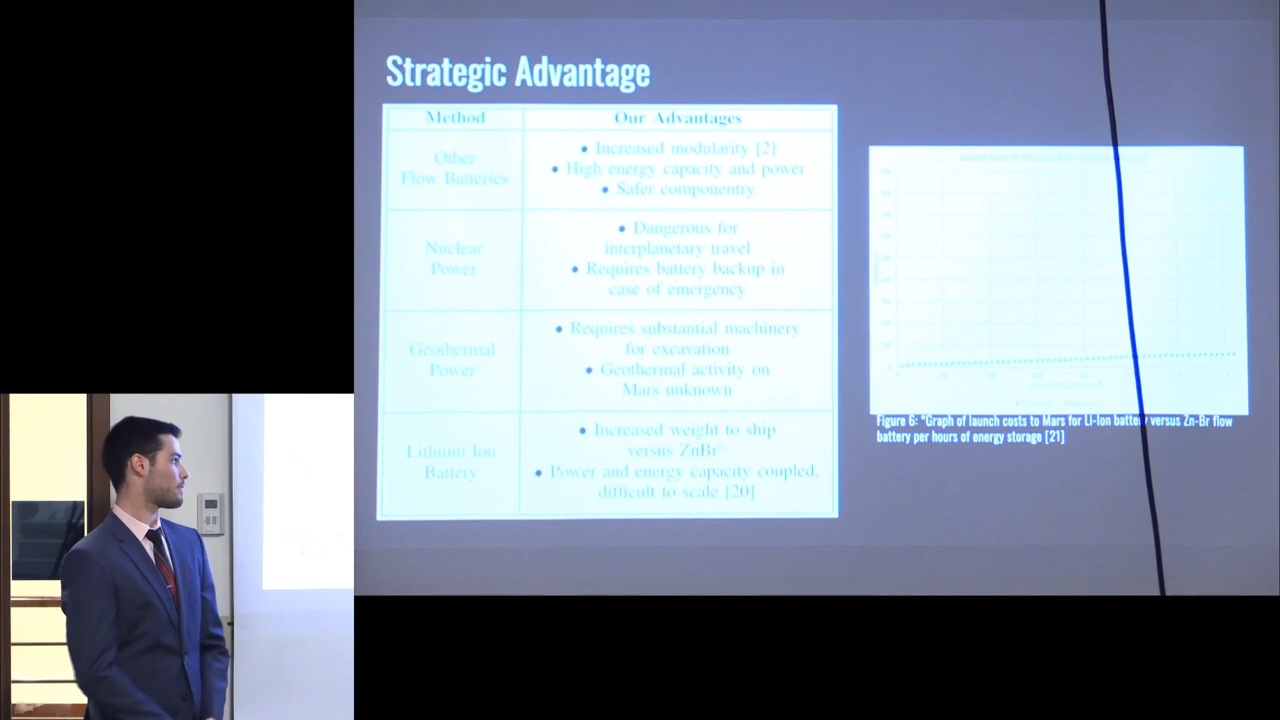 Strategic Advantage
Method
Our Advantages
Other
Flow Batteries
• Increased modularity [2]
• High energy capacity and power
• Safer componentry
Nuclear
Power
• Dangerous for
interplanetary travel
• Requires battery backup in
case of emergency
Geothermal
Power
• Requires substantial machinery
for excavation
• Geothermal activity on
Mars unknown
Lithium Ion
Battery
• Increased weight to ship
versus ZnBr*
• Power and energy capacity coupled,
difficult to scale [20]
Figure 6: *Graph of launch costs to Mars for Li-Ion battery versus Zn-Br flow
battery per hours of energy storage [21]